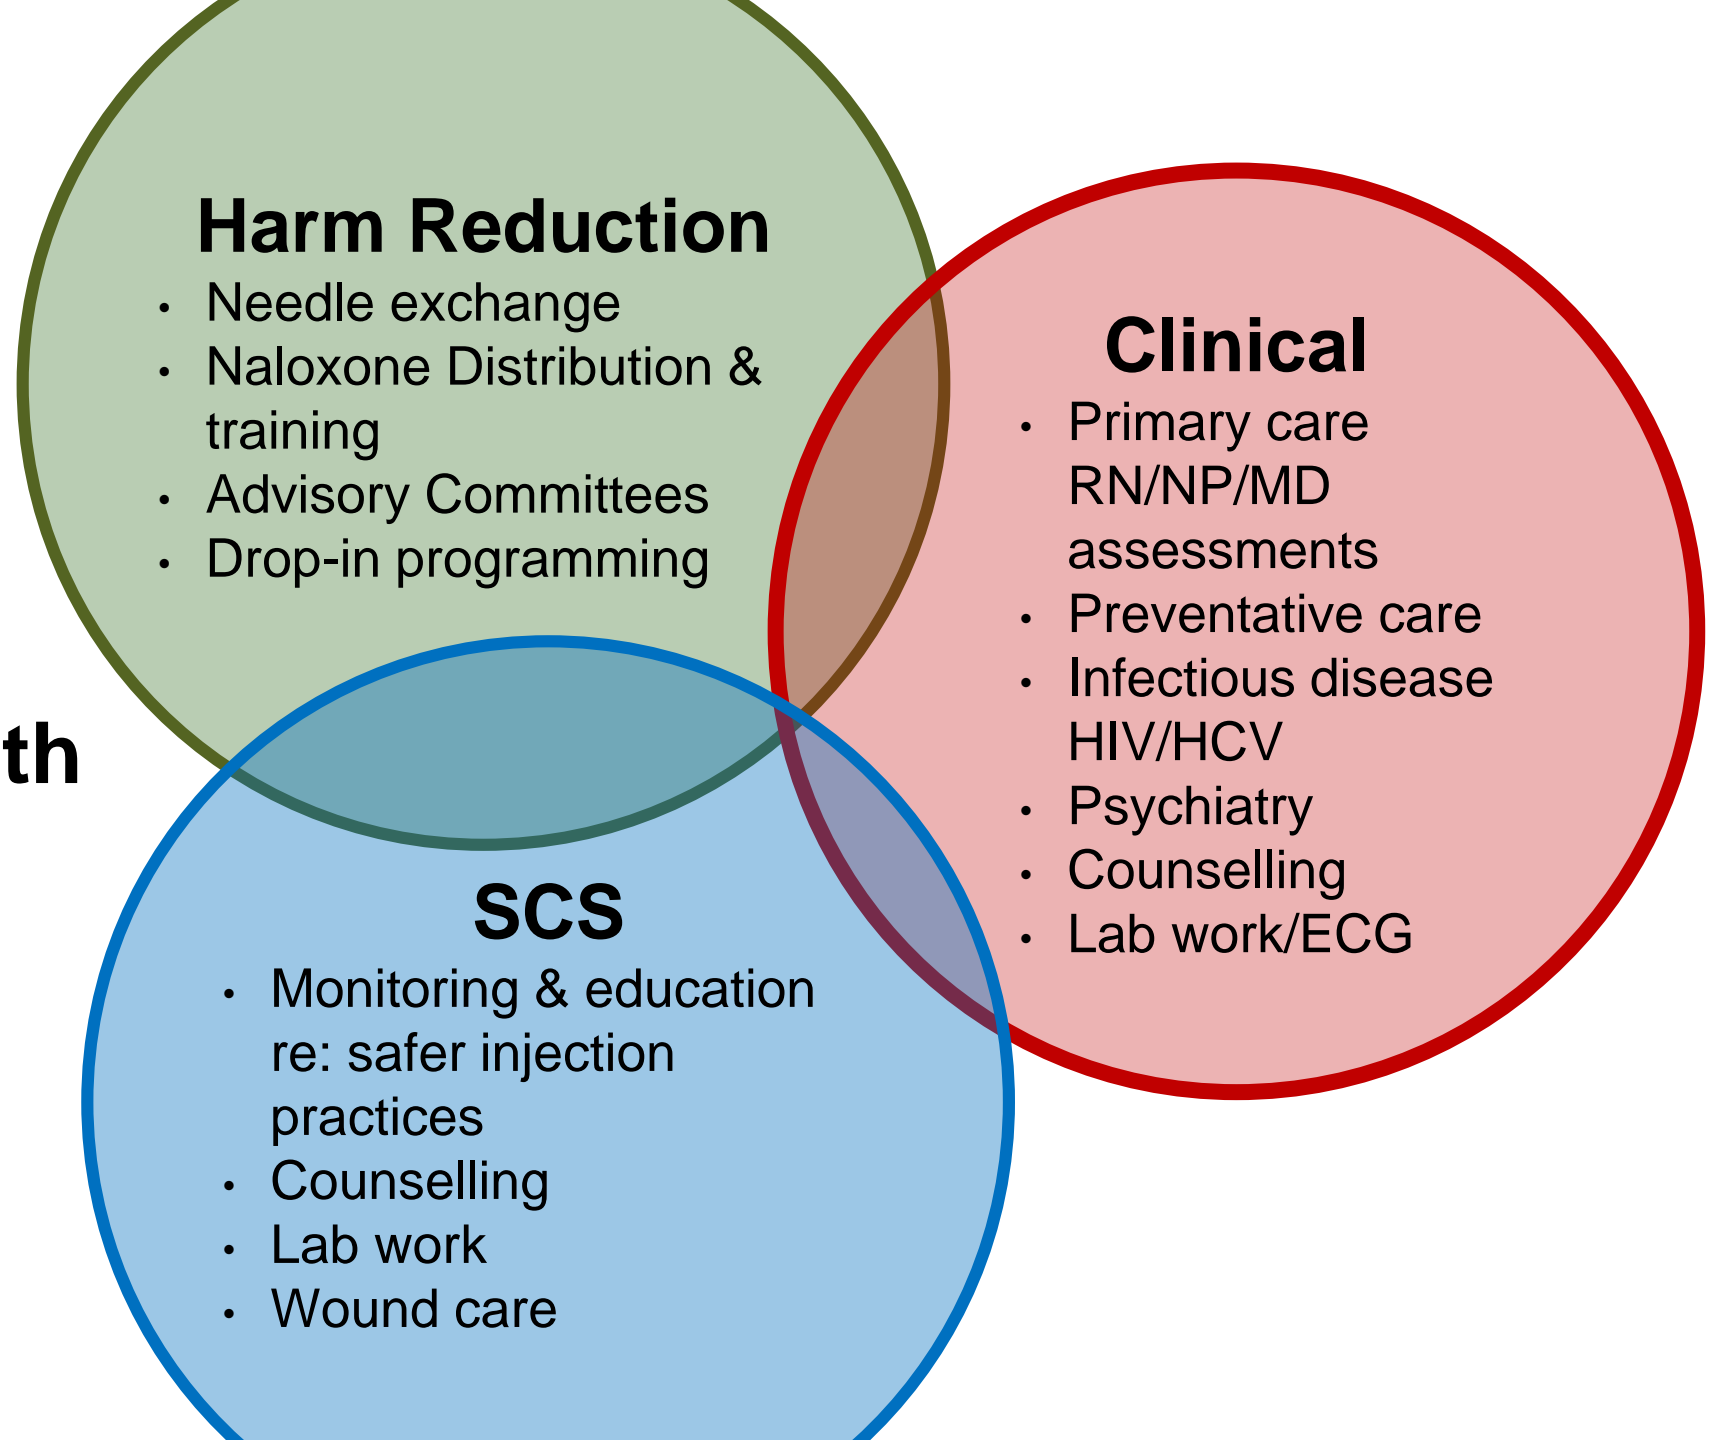 Harm Reduction
• Needle exchange
• Naloxone Distribution &
training
• Advisory Committees
• Drop-in programming
Clinical
• Primary care
RN/NP/MD
assessments
• Preventative care
• Infectious disease
HIV/HCV
• Psychiatry
• Counselling
• Lab work/ECG
th
SCS
• Monitoring & education
re: safer injection
practices
• Counselling
• Lab work
• Wound care